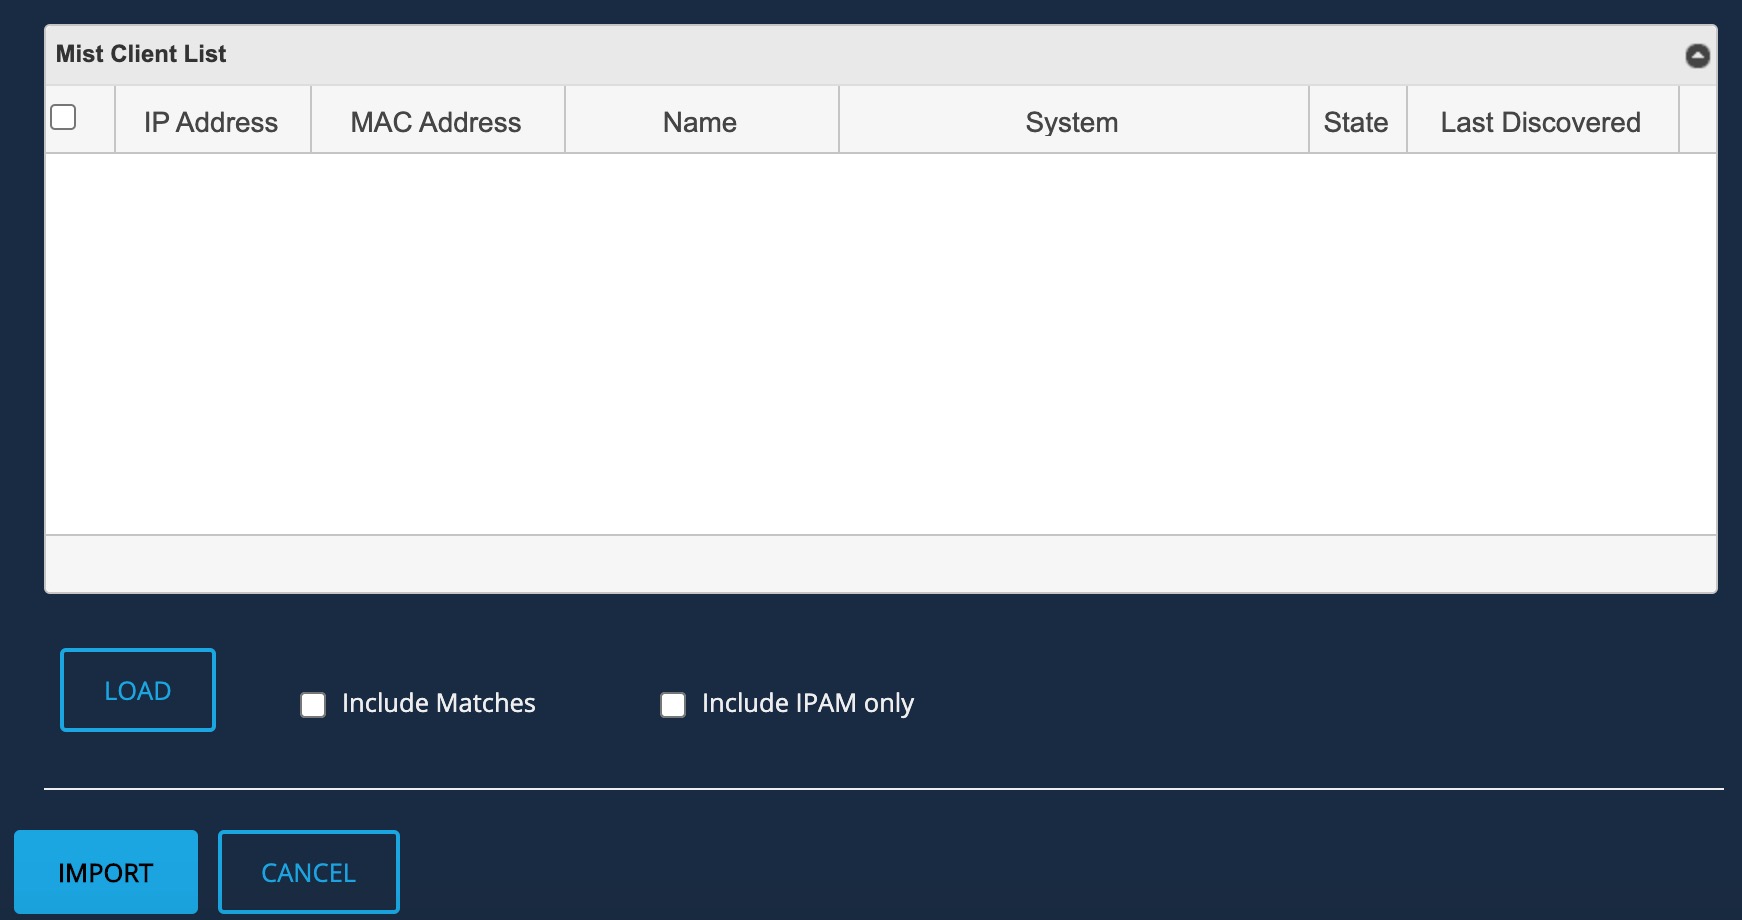 Mist Client List
IP Address MAC Address Name System State Last Discovered
LOAD Include Matches Include IPAM only
IMPORT CANCEL